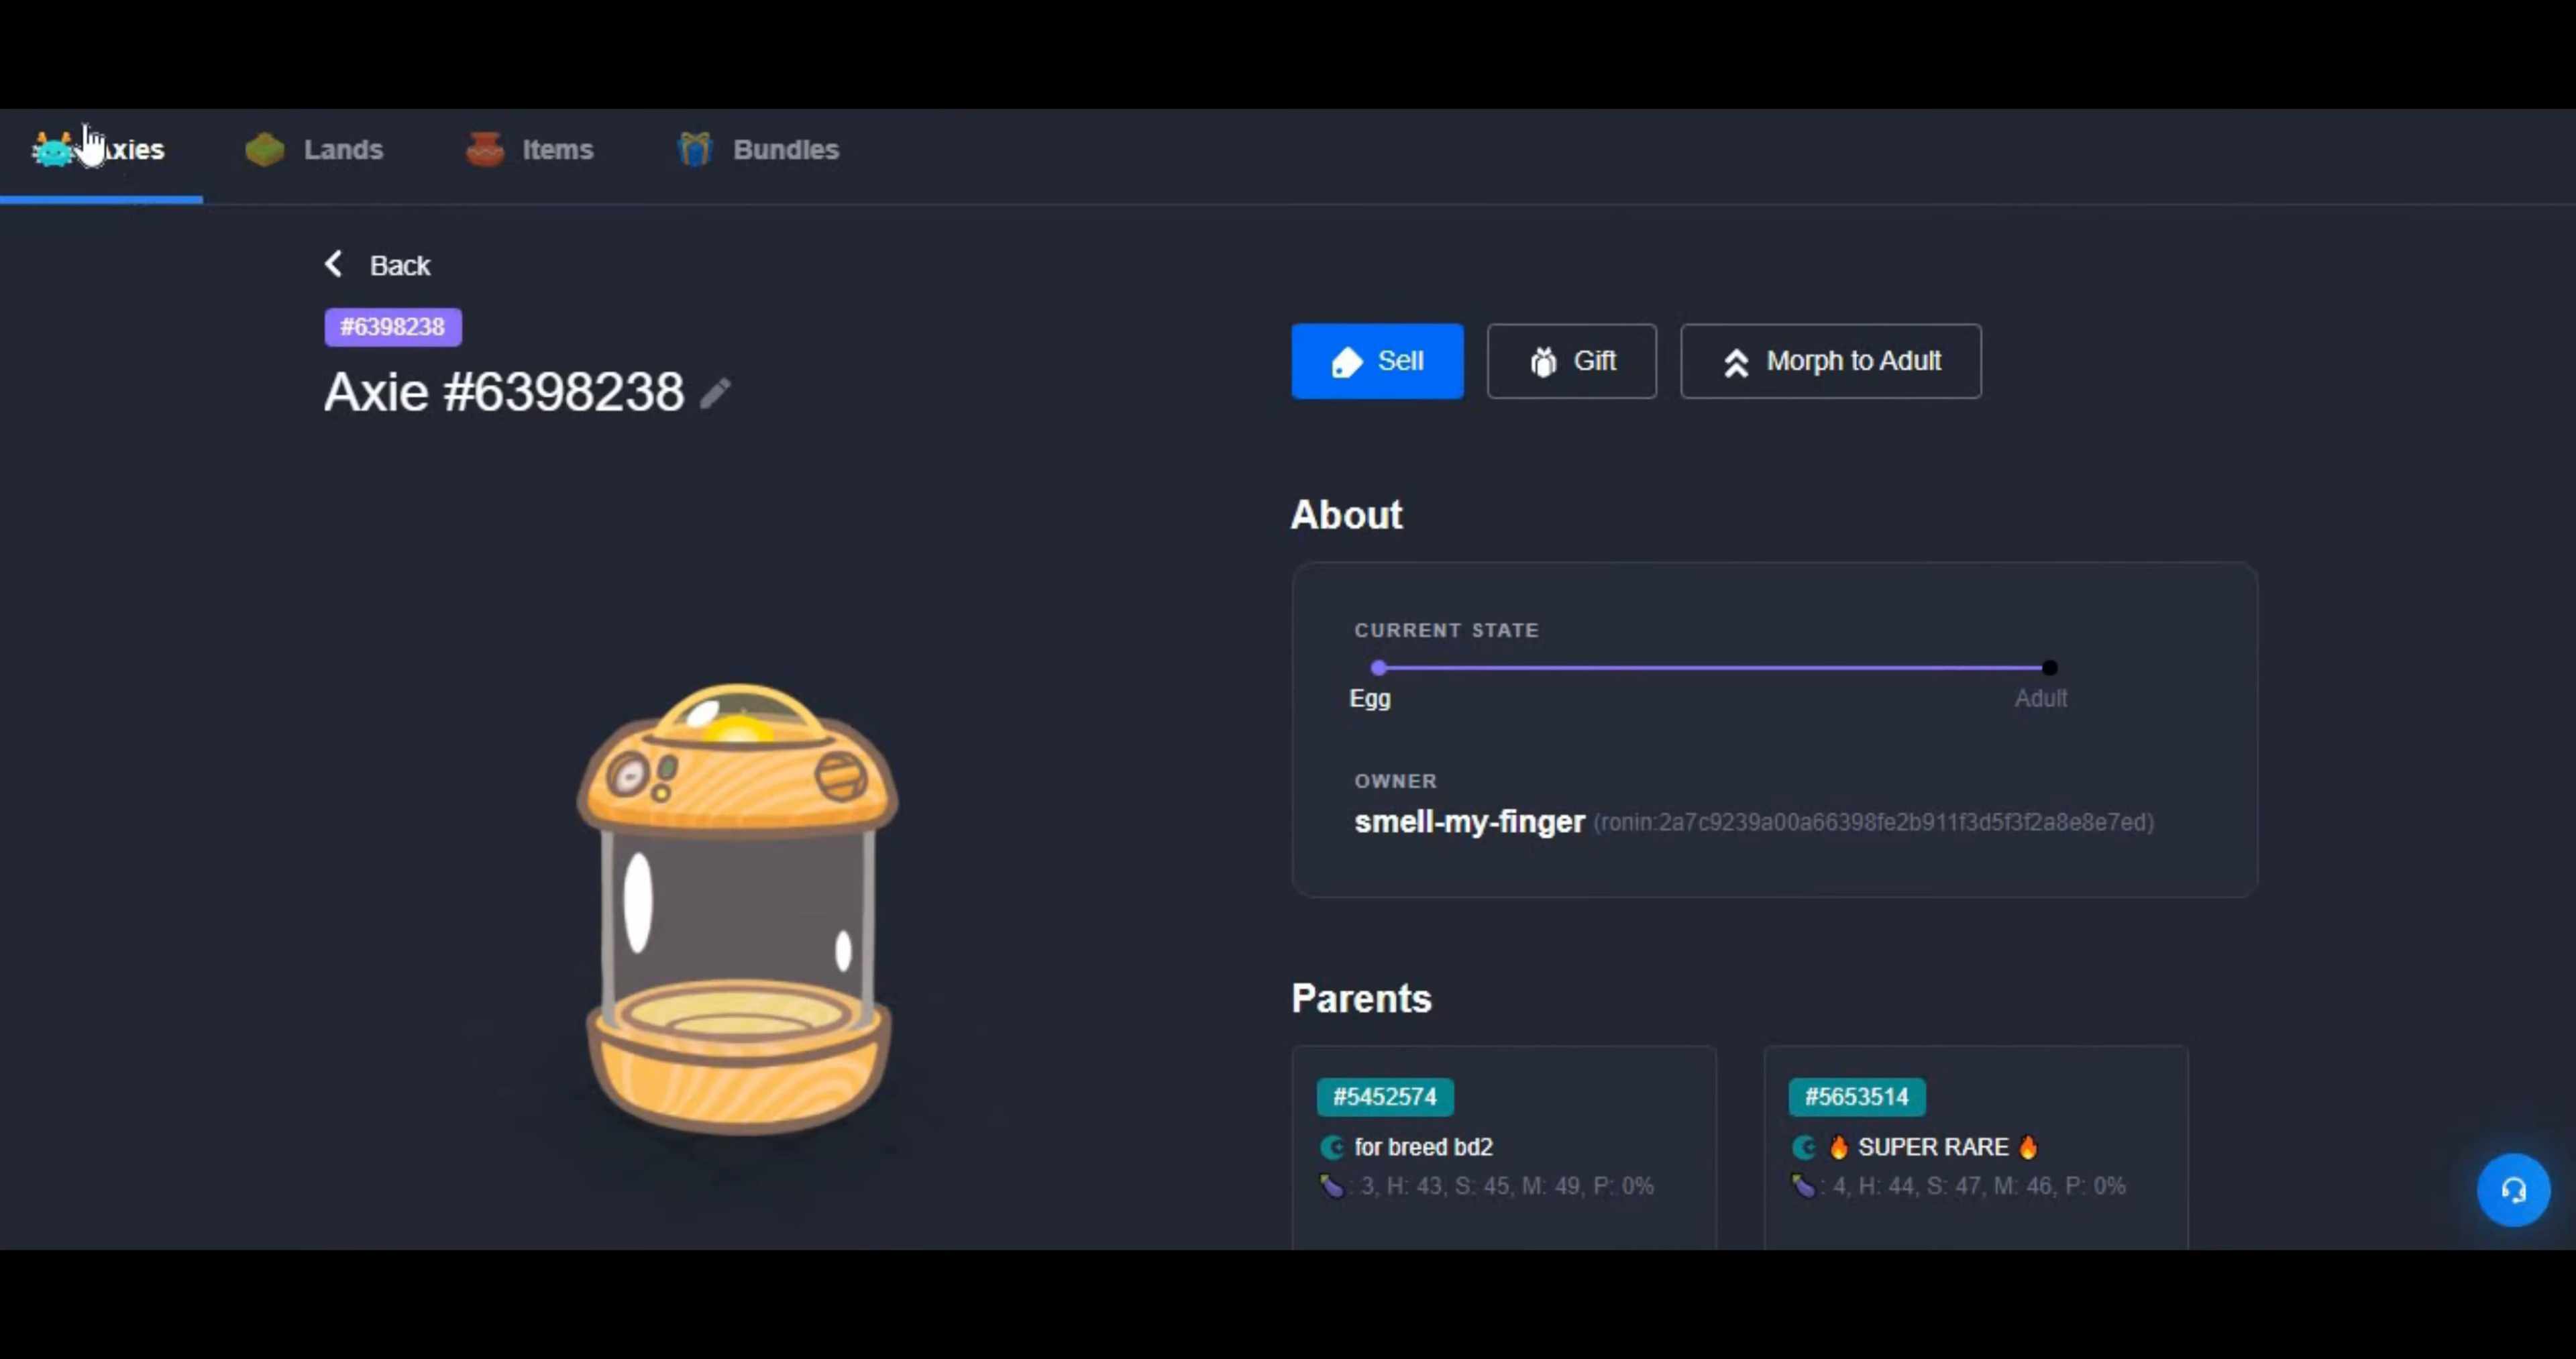 Axies Lands Items Bundles
Back
#6398238
Axie #6398238
Sell Gift Morph to Adult
About
CURRENT STATE
Egg Adult
OWNER
smell-my-finger (ronin:2a7c9239a00a66398fe2b911f3d5f3f2a8e8e7ed)
Parents
#5452574
for breed bd2
: 3, H: 43, S: 45, M: 49, P: 0%
#5653514
🔥 SUPER RARE 🔥
: 4, H: 44, S: 47, M: 46, P: 0%